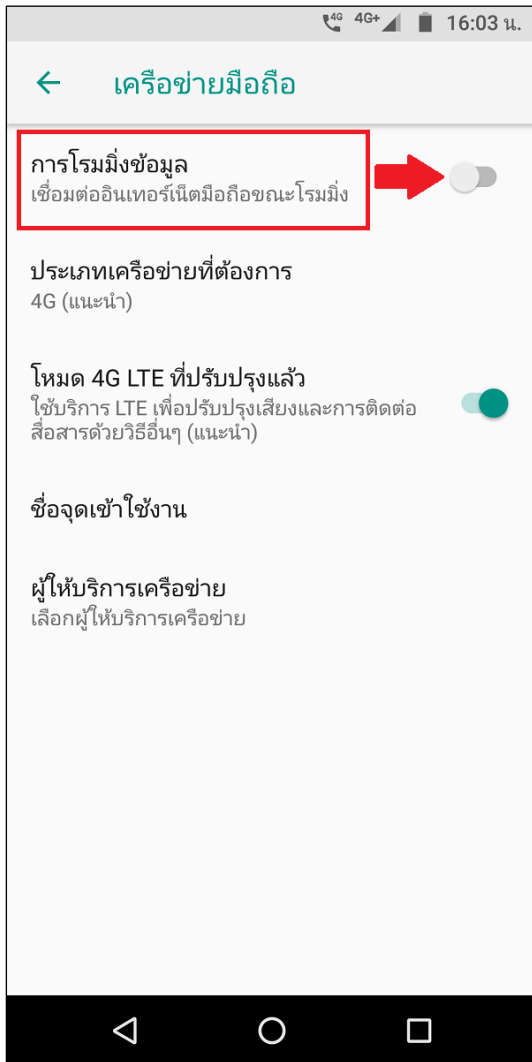 4G 4G+ 16:03 น.
เครือข่ายมือถือ
การโรมมิ่งข้อมูล
เชื่อมต่ออินเทอร์เน็ตมือถือขณะโรมมิ่ง
ประเภทเครือข่ายที่ต้องการ
4G (แนะนำ)
โหมด 4G LTE ที่ปรับปรุงแล้ว
ใช้บริการ LTE เพื่อปรับปรุงเสียงและการติดต่อ
สื่อสารด้วยวิธีอื่นๆ (แนะนำ)
ชื่อจุดเข้าใช้งาน
ผู้ให้บริการเครือข่าย
เลือกผู้ให้บริการเครือข่าย